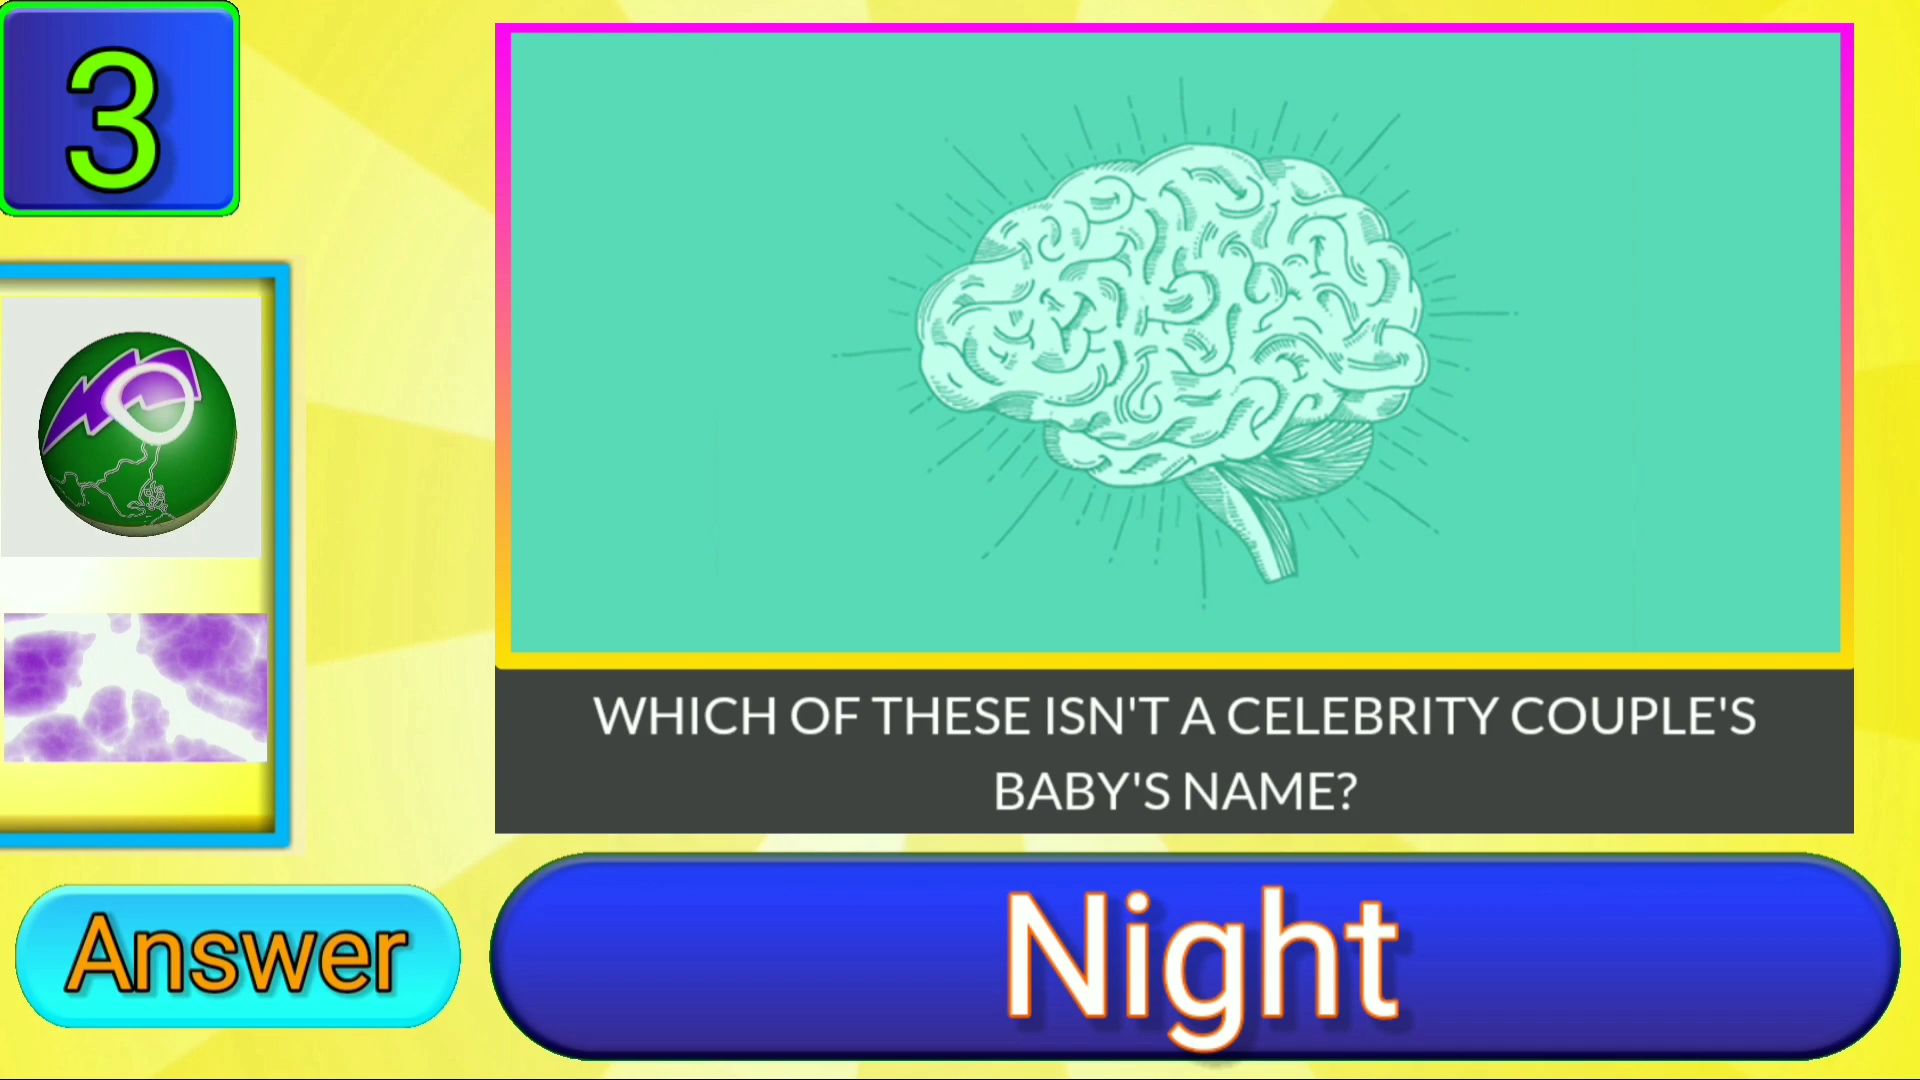 3
WHICH OF THESE ISN'T A CELEBRITY COUPLE'S
BABY'S NAME?
Answer
Night